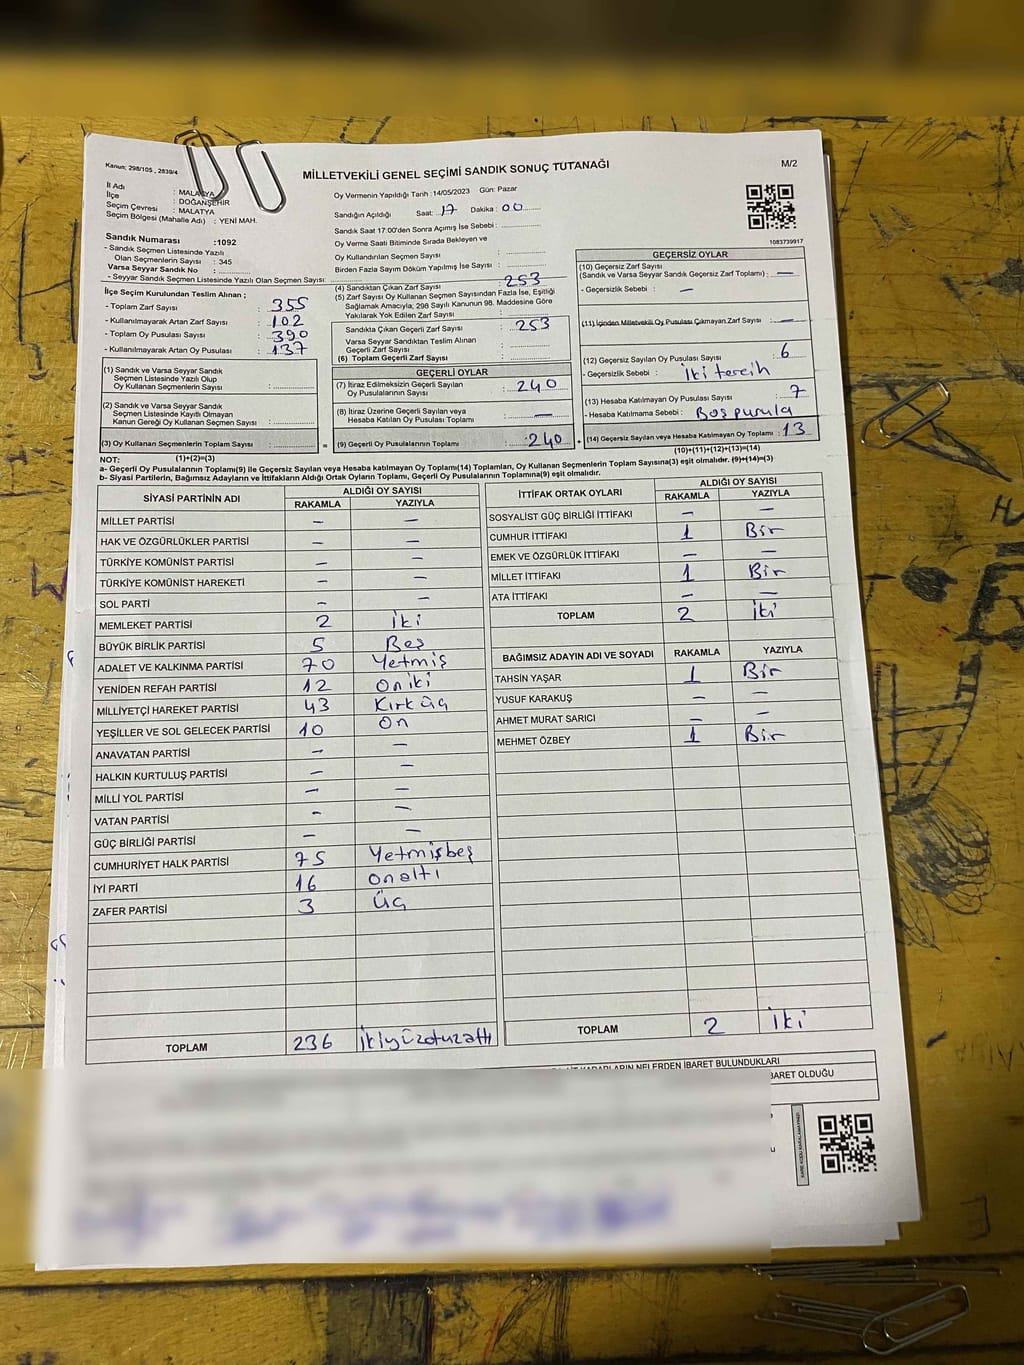 Kanun: 298/105 , 2839/4
MİLLETVEKİLİ GENEL SEÇİMİ SANDIK SONUÇ TUTANAĞI
M/2
İl Adı : MALATYA
İlçe : DOĞANŞEHİR
Seçim Çevresi : MALATYA
Seçim Bölgesi (Mahalle Adı) : YENİ MAH.
Sandık Numarası :1092
- Sandık Seçmen Listesinde Yazılı
Olan Seçmenlerin Sayısı : 345
Varsa Seyyar Sandık No :
- Seyyar Sandık Seçmen Listesinde Yazılı Olan Seçmen Sayısı :
Oy Vermenin Yapıldığı Tarih :14/05/2023 Gün: Pazar
Sandığın Açıldığı Saat: 17 Dakika : 00
Sandık Saat 17:00'den Sonra Açımış İse Sebebi :
Oy Verme Saati Bitiminde Sırada Bekleyen ve
Oy Kullandırılan Seçmen Sayısı :
Birden Fazla Sayım Döküm Yapılmış İse Sayısı :
1083739917
İlçe Seçim Kurulundan Teslim Alınan ;
- Toplam Zarf Sayısı : 355
- Kullanılmayarak Artan Zarf Sayısı : 102
- Toplam Oy Pusulası Sayısı : 390
- Kullanılmayarak Artan Oy Pusulası : 137
(1) Sandık ve Varsa Seyyar Sandık
Seçmen Listesinde Yazılı Olup
Oy Kullanan Seçmenlerin Sayısı :
(2) Sandık ve Varsa Seyyar Sandık
Seçmen Listesinde Kayıtlı Olmayan
Kanun Gereği Oy Kullanan Seçmen Sayısı :
(3) Oy Kullanan Seçmenlerin Toplam Sayısı :
(1)+(2)=(3)
(4) Sandıktan Çıkan Zarf Sayısı : 253
(5) Zarf Sayısı Oy Kullanan Seçmen Sayısından Fazla İse, Eşitliği
Sağlamak Amacıyla, 298 Sayılı Kanunun 98. Maddesine Göre
Yakılarak Yok Edilen Zarf Sayısı :
Sandıkta Çıkan Geçerli Zarf Sayısı : 253
Varsa Seyyar Sandıktan Teslim Alınan
Geçerli Zarf Sayısı :
(6) Toplam Geçerli Zarf Sayısı :
GEÇERLİ OYLAR
(7) İtiraz Edilmeksizin Geçerli Sayılan
Oy Pusulalarının Sayısı : 240
(8) İtiraz Üzerine Geçerli Sayılan veya
Hesaba Katılan Oy Pusulası Toplamı : —
= (9) Geçerli Oy Pusulalarının Toplamı : 240
GEÇERSİZ OYLAR
(10) Geçersiz Zarf Sayısı
(Sandık ve Varsa Seyyar Sandık Geçersiz Zarf Toplamı) : —
- Geçersizlik Sebebi : —
(11) İçinden Milletvekili Oy Pusulası Çıkmayan Zarf Sayısı : —
(12) Geçersiz Sayılan Oy Pusulası Sayısı : 6
- Geçersizlik Sebebi : İki tercih
(13) Hesaba Katılmayan Oy Pusulası Sayısı : 7
- Hesaba Katılmama Sebebi : Boş pusula
+ (14) Geçersiz Sayılan veya Hesaba Katılmayan Oy Toplamı : 13
(10)+(11)+(12)+(13)=(14)
NOT:
a- Geçerli Oy Pusulalarının Toplamı(9) ile Geçersiz Sayılan veya Hesaba katılmayan Oy Toplamı(14) Toplamları, Oy Kullanan Seçmenlerin Toplam Sayısına(3) eşit olmalıdır. (9)+(14)=(3)
b- Siyasi Partilerin, Bağımsız Adayların ve İttifakların Aldığı Ortak Oyların Toplamı, Geçerli Oy Pusulalarının Toplamına(9) eşit olmalıdır.
SİYASİ PARTİNİN ADI ALDIĞI OY SAYISI
RAKAMLA YAZIYLA
MİLLET PARTİSİ — —
HAK VE ÖZGÜRLÜKLER PARTİSİ — —
TÜRKİYE KOMÜNİST PARTİSİ — —
TÜRKİYE KOMÜNİST HAREKETİ — —
SOL PARTİ — —
MEMLEKET PARTİSİ 2 İki
BÜYÜK BİRLİK PARTİSİ 5 Beş
ADALET VE KALKINMA PARTİSİ 70 Yetmiş
YENİDEN REFAH PARTİSİ 12 Oniki
MİLLİYETÇİ HAREKET PARTİSİ 43 Kırküç
YEŞİLLER VE SOL GELECEK PARTİSİ 10 On
ANAVATAN PARTİSİ — —
HALKIN KURTULUŞ PARTİSİ — —
MİLLİ YOL PARTİSİ — —
VATAN PARTİSİ — —
GÜÇ BİRLİĞİ PARTİSİ — —
CUMHURİYET HALK PARTİSİ 75 Yetmişbeş
İYİ PARTİ 16 Onaltı
ZAFER PARTİSİ 3 Üç
TOPLAM 236 İkiyüzotuzaltı
İTTİFAK ORTAK OYLARI ALDIĞI OY SAYISI
RAKAMLA YAZIYLA
SOSYALİST GÜÇ BİRLİĞİ İTTİFAKI — —
CUMHUR İTTİFAKI 1 Bir
EMEK VE ÖZGÜRLÜK İTTİFAKI — —
MİLLET İTTİFAKI 1 Bir
ATA İTTİFAKI — —
TOPLAM 2 İki
BAĞIMSIZ ADAYIN ADI VE SOYADI RAKAMLA YAZIYLA
TAHSİN YAŞAR 1 Bir
YUSUF KARAKUŞ — —
AHMET MURAT SARICI — —
MEHMET ÖZBEY 1 Bir
TOPLAM 2 İki
KARARLARIN NELERDEN İBARET BULUNDUKLARI
BARET OLDUĞU